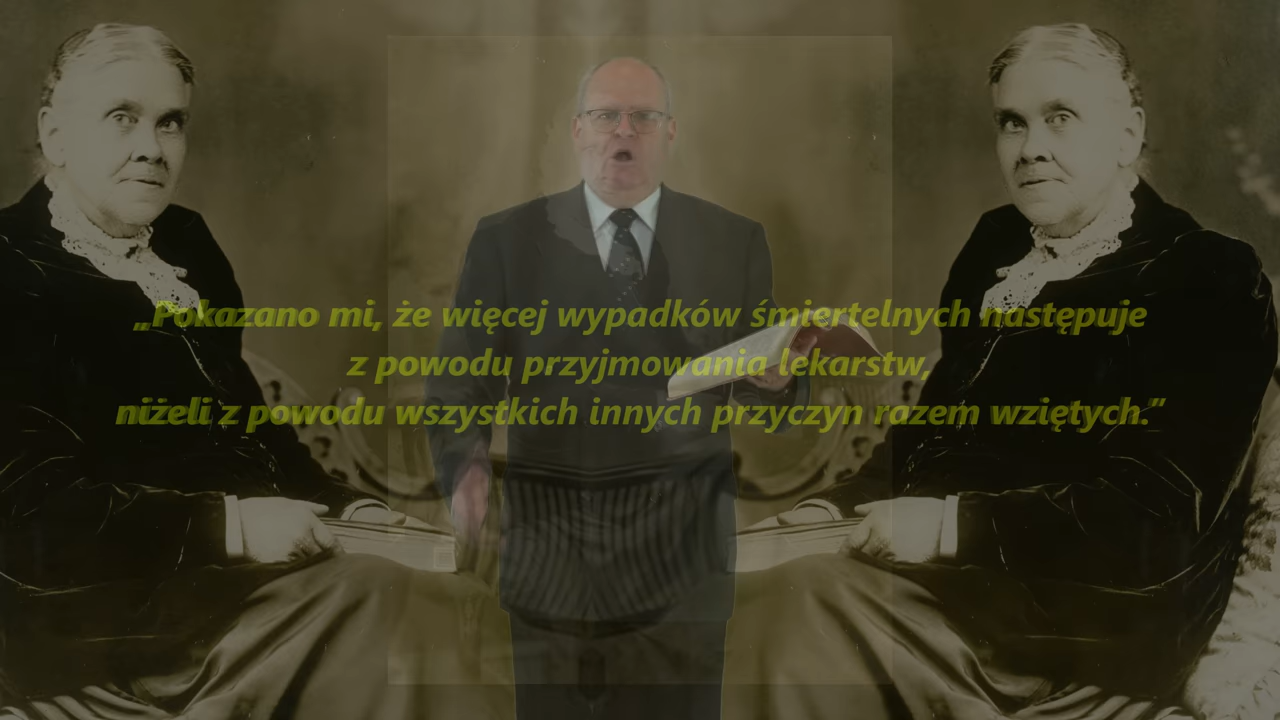 „Pokazano mi, że więcej wypadków śmiertelnych następuje
z powodu przyjmowania lekarstw,
niżeli z powodu wszystkich innych przyczyn razem wziętych.”